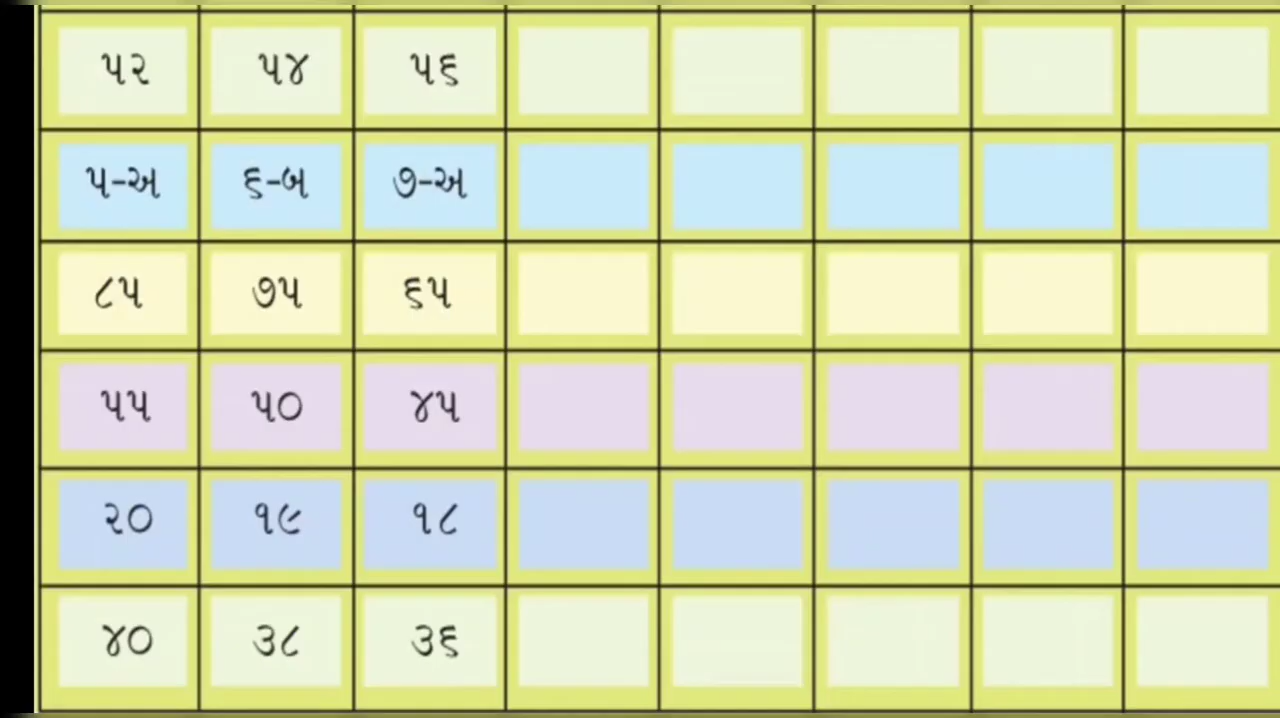 ૫૨ ૫૪ ૫૬
૫-અ ૬-બ ૭-અ
૮૫ ૭૫ ૬૫
૫૫ ૫૦ ૪૫
૨૦ ૧૯ ૧૮
૪૦ ૩૮ ૩૬